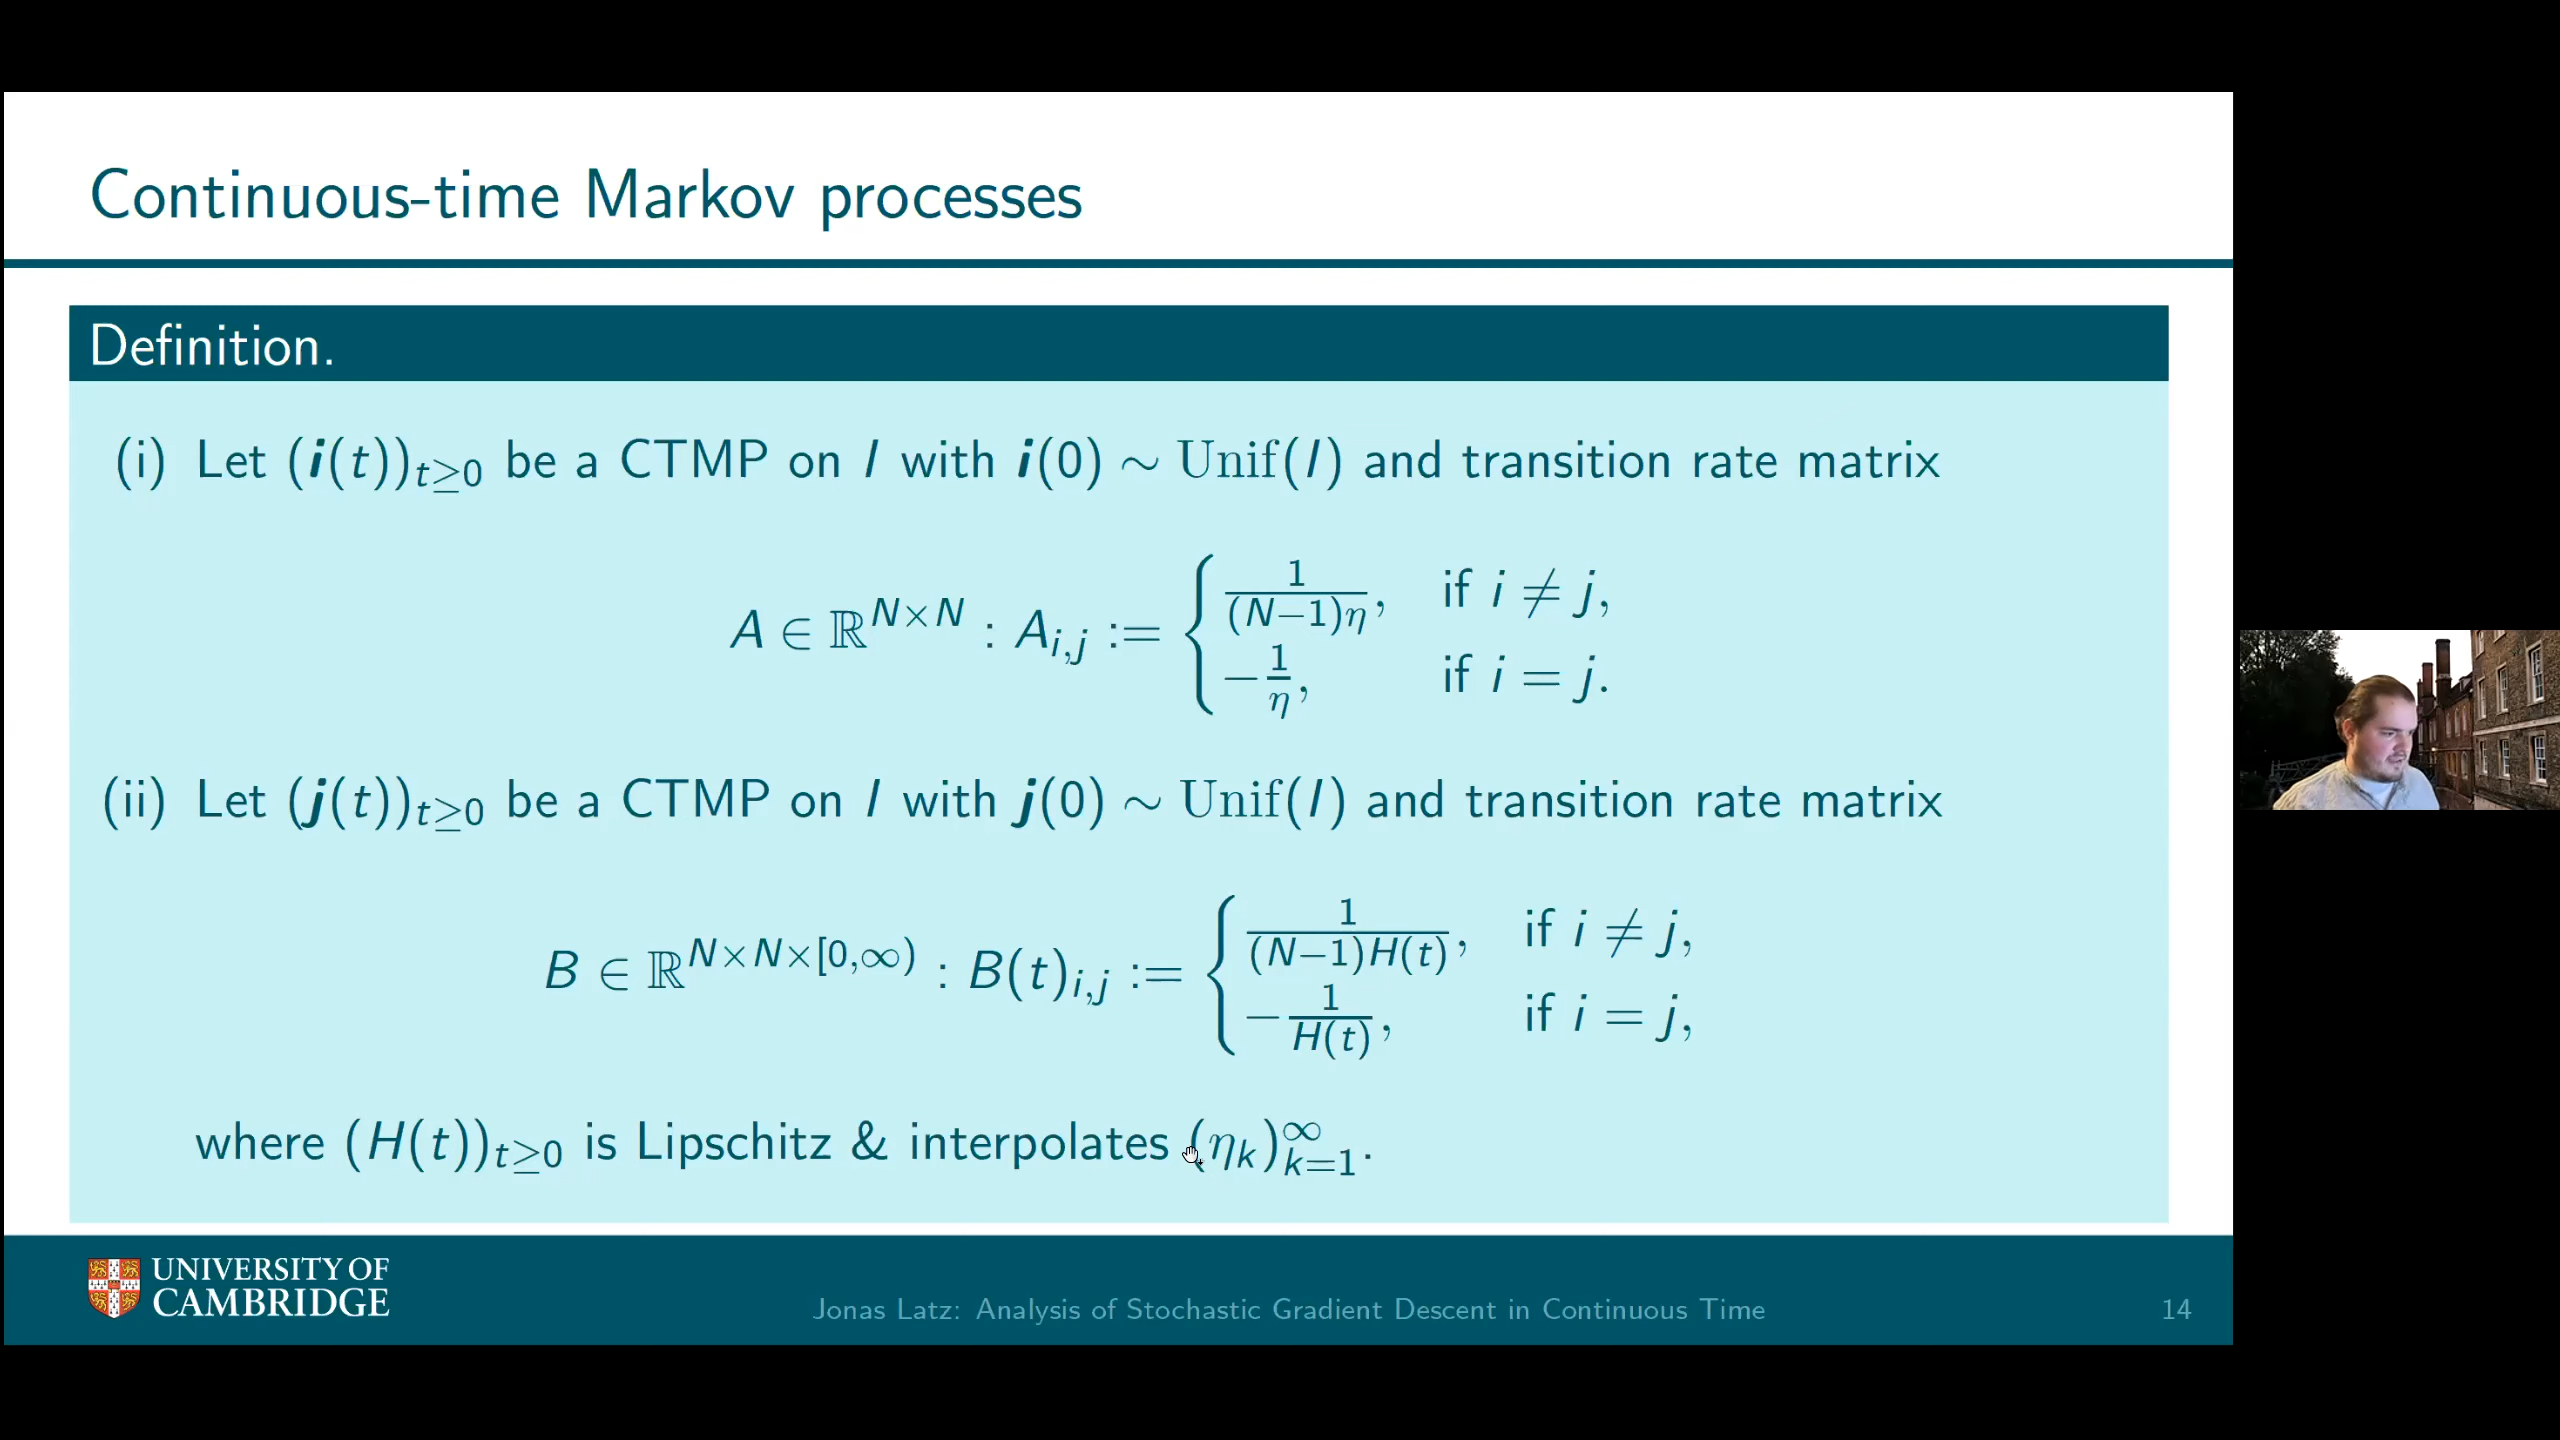 Continuous-time Markov processes
Definition.
(i) Let (i(t))_{t≥0} be a CTMP on I with i(0) ∼ Unif(I) and transition rate matrix
A ∈ ℝ^{N×N} : A_{i,j} := { 1/((N−1)η), if i ≠ j,
−1/η, if i = j.
(ii) Let (j(t))_{t≥0} be a CTMP on I with j(0) ∼ Unif(I) and transition rate matrix
B ∈ ℝ^{N×N×[0,∞)} : B(t)_{i,j} := { 1/((N−1)H(t)), if i ≠ j,
−1/H(t), if i = j,
where (H(t))_{t≥0} is Lipschitz & interpolates (η_k)_{k=1}^∞.
UNIVERSITY OF
CAMBRIDGE
Jonas Latz: Analysis of Stochastic Gradient Descent in Continuous Time
14